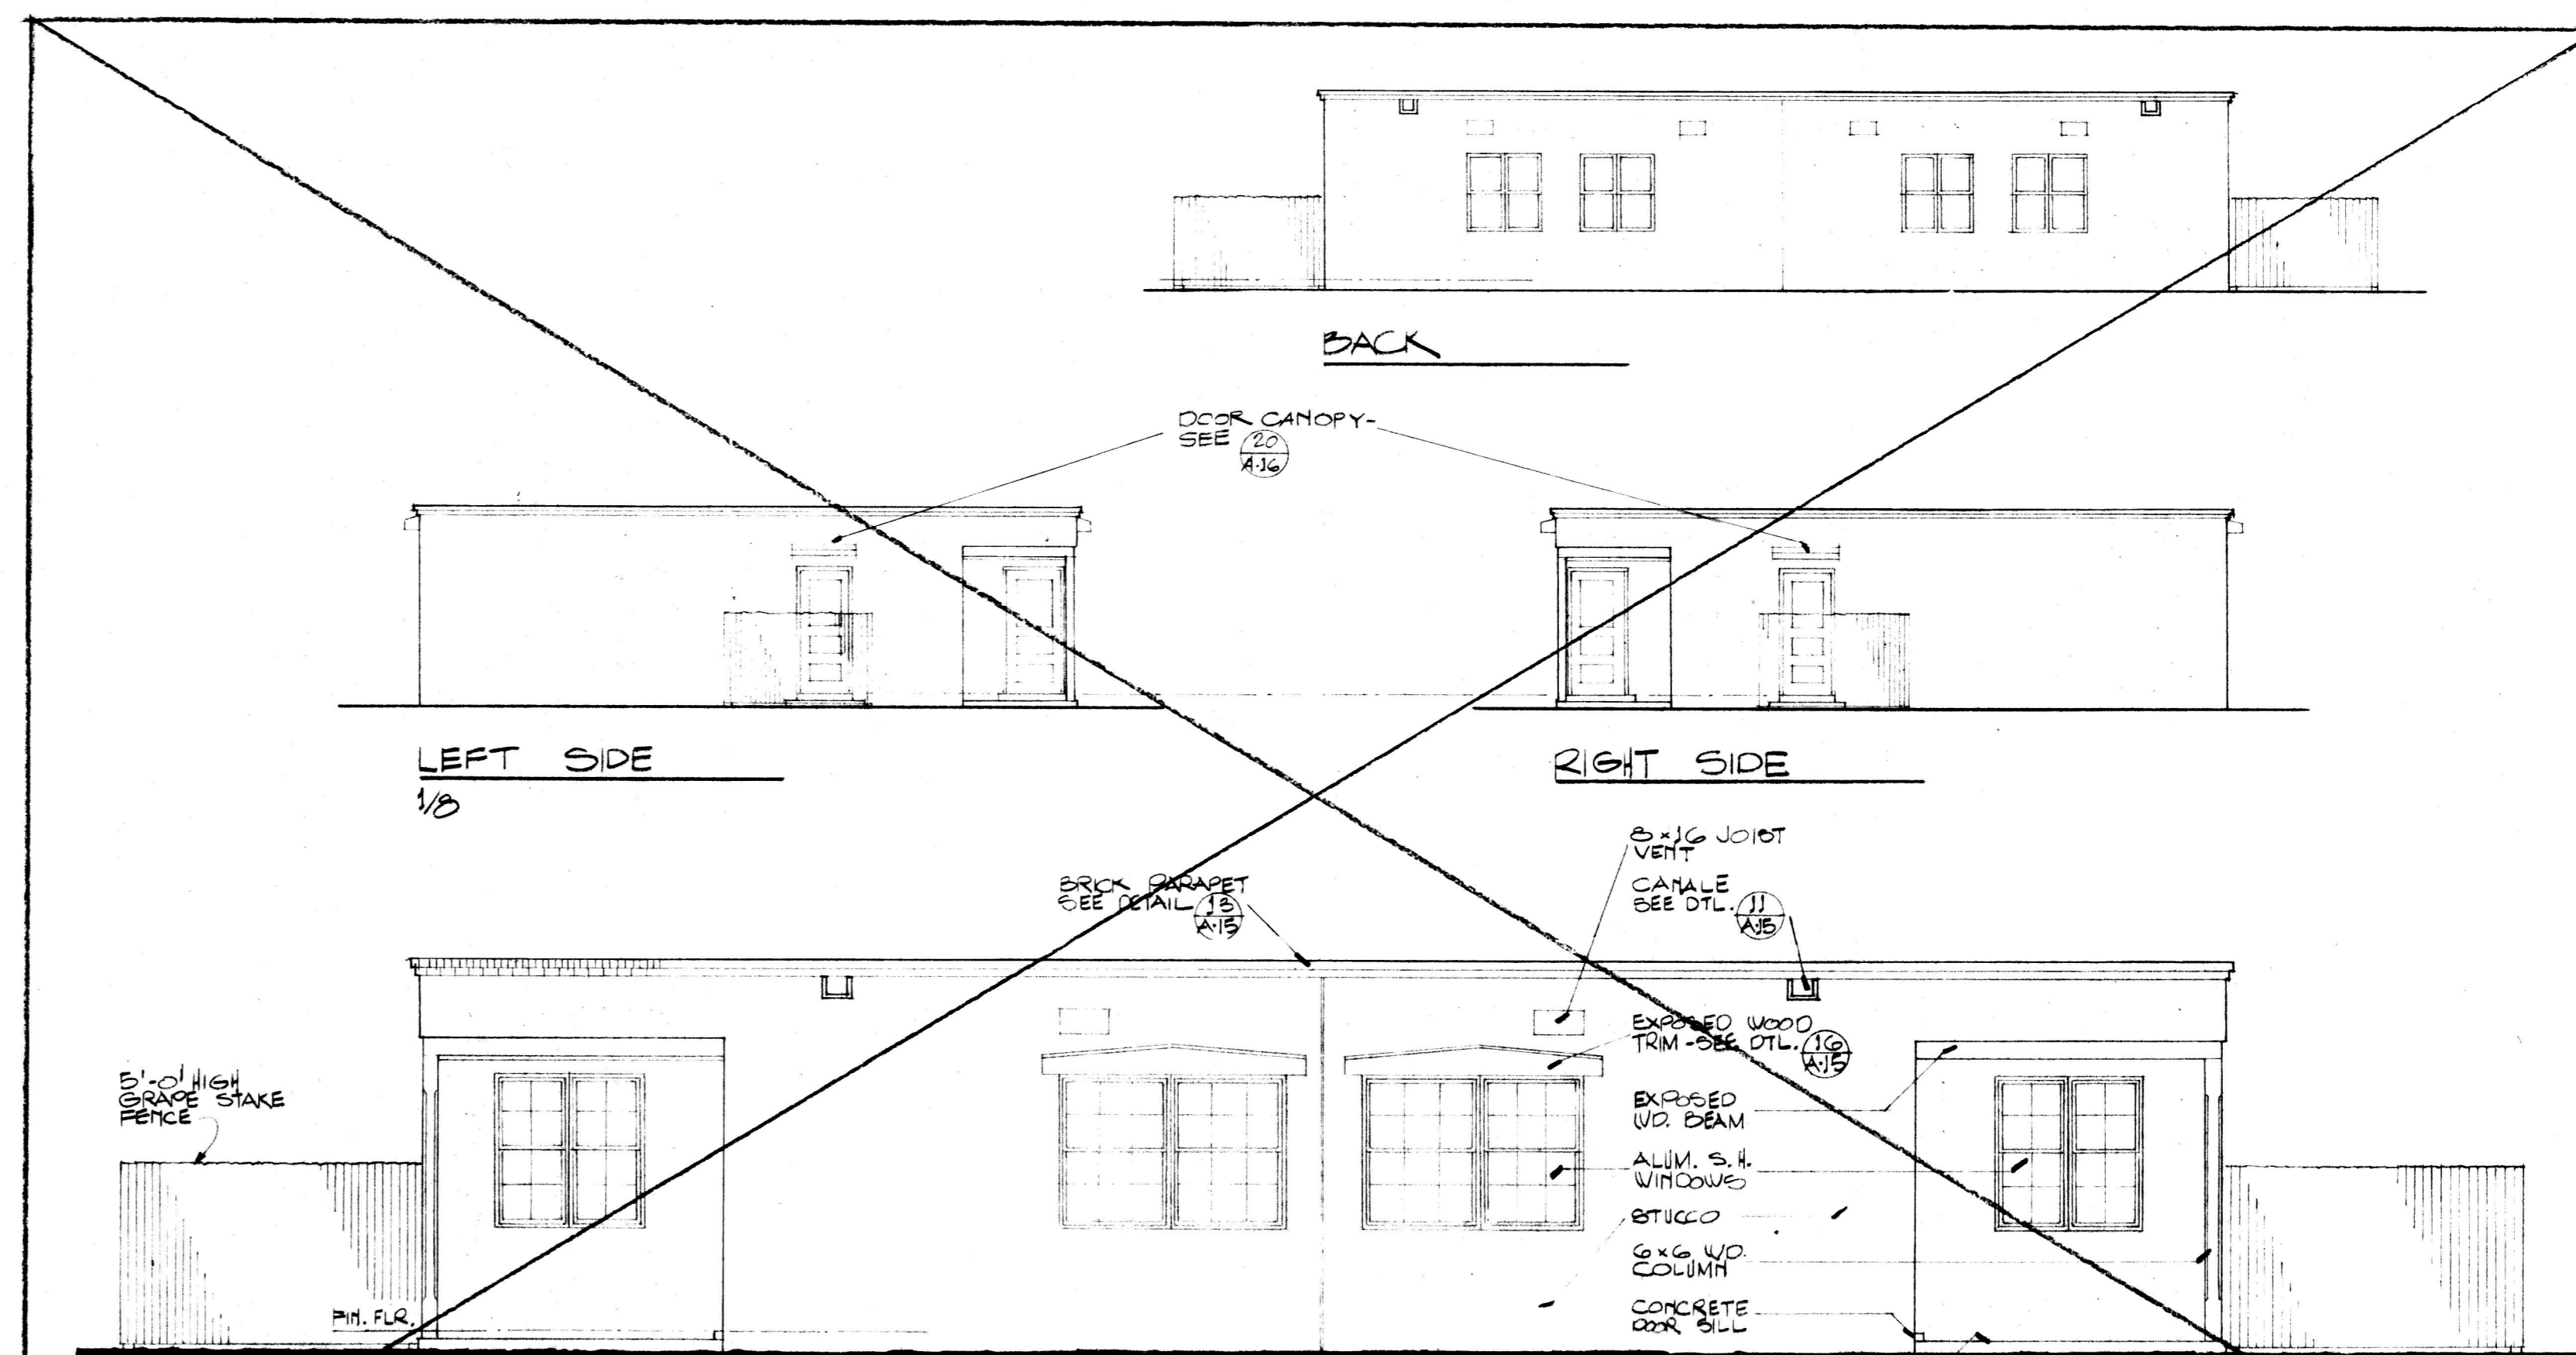 BACK
DOOR CANOPY-
SEE 20
A·16
LEFT SIDE
1/8
RIGHT SIDE
8×16 JOIST
VENT
CANALE
SEE DTL. 11
A·15
BRICK PARAPET
SEE DETAIL 13
A·15
EXPOSED WOOD
TRIM - SEE DTL. 16
A·15
5'-0" HIGH
GRAPE STAKE
FENCE
EXPOSED
WD. BEAM
ALUM. S. H.
WINDOWS
STUCCO
6×6 WD.
COLUMN
FIN. FLR.
CONCRETE
DOOR SILL